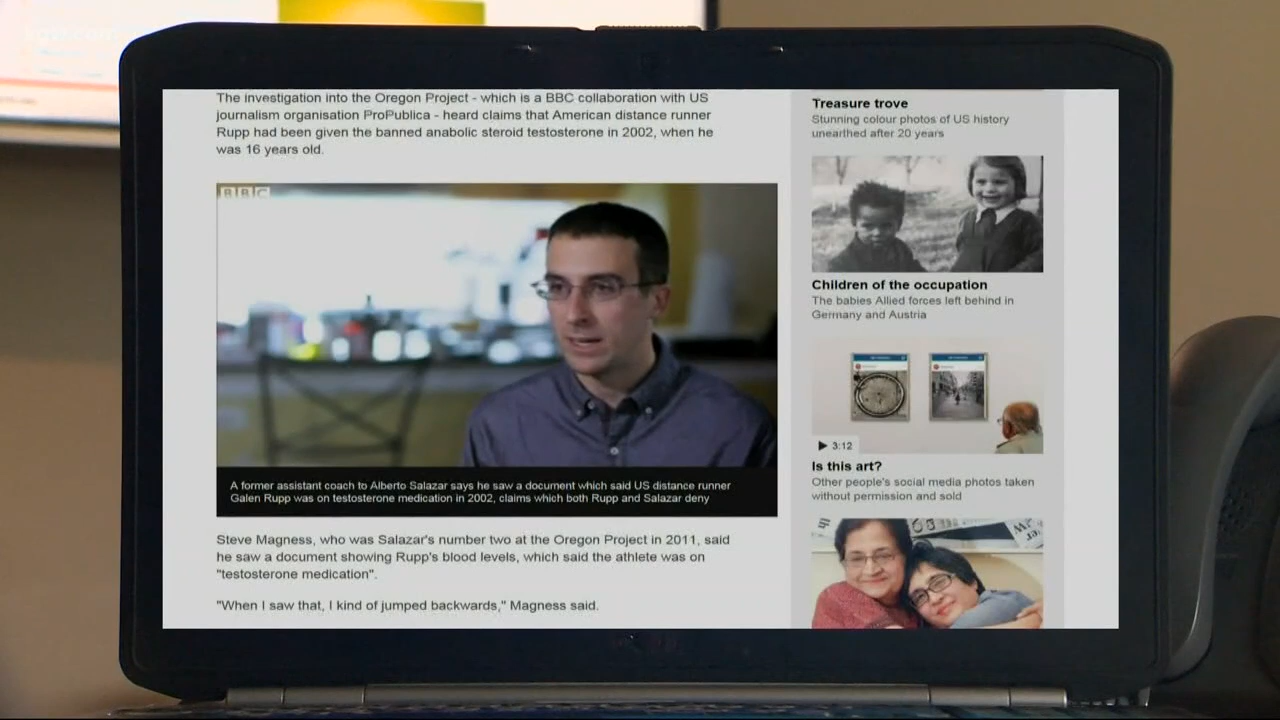 The investigation into the Oregon Project - which is a BBC collaboration with US
journalism organisation ProPublica - heard claims that American distance runner
Rupp had been given the banned anabolic steroid testosterone in 2002, when he
was 16 years old.
BBC
A former assistant coach to Alberto Salazar says he saw a document which said US distance runner
Galen Rupp was on testosterone medication in 2002, claims which both Rupp and Salazar deny
Steve Magness, who was Salazar's number two at the Oregon Project in 2011, said
he saw a document showing Rupp's blood levels, which said the athlete was on
"testosterone medication".
"When I saw that, I kind of jumped backwards," Magness said.
Treasure trove
Stunning colour photos of US history
unearthed after 20 years
Children of the occupation
The babies Allied forces left behind in
Germany and Austria
3:12
Is this art?
Other people's social media photos taken
without permission and sold